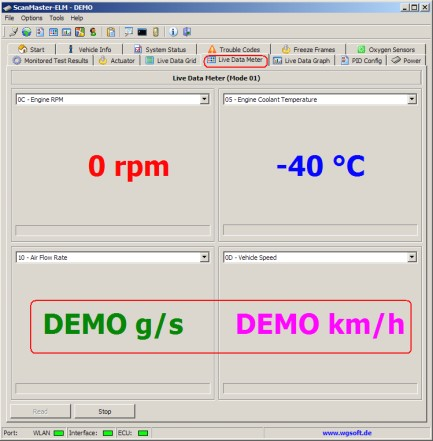 ScanMaster-ELM - DEMO
File Options Tools Help
Start Vehicle Info System Status Trouble Codes Freeze Frames Oxygen Sensors
Monitored Test Results Actuator Live Data Grid Live Data Meter Live Data Graph PID Config Power
Live Data Meter (Mode 01)
0C - Engine RPM 05 - Engine Coolant Temperature
0 rpm -40 °C
10 - Air Flow Rate 0D - Vehicle Speed
DEMO g/s DEMO km/h
Read Stop
Port: WLAN Interface: ECU: www.wgsoft.de